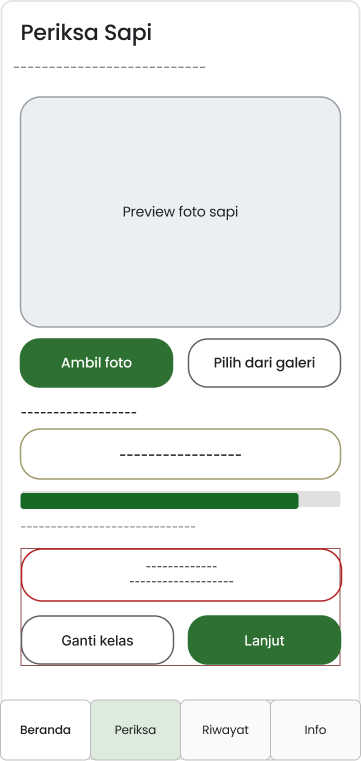 Periksa Sapi
---------------------------
Preview foto sapi
Ambil foto
Pilih dari galeri
------------------
------------------
--------------------------
-------------
-------------------
Ganti kelas
Lanjut
Beranda
Periksa
Riwayat
Info